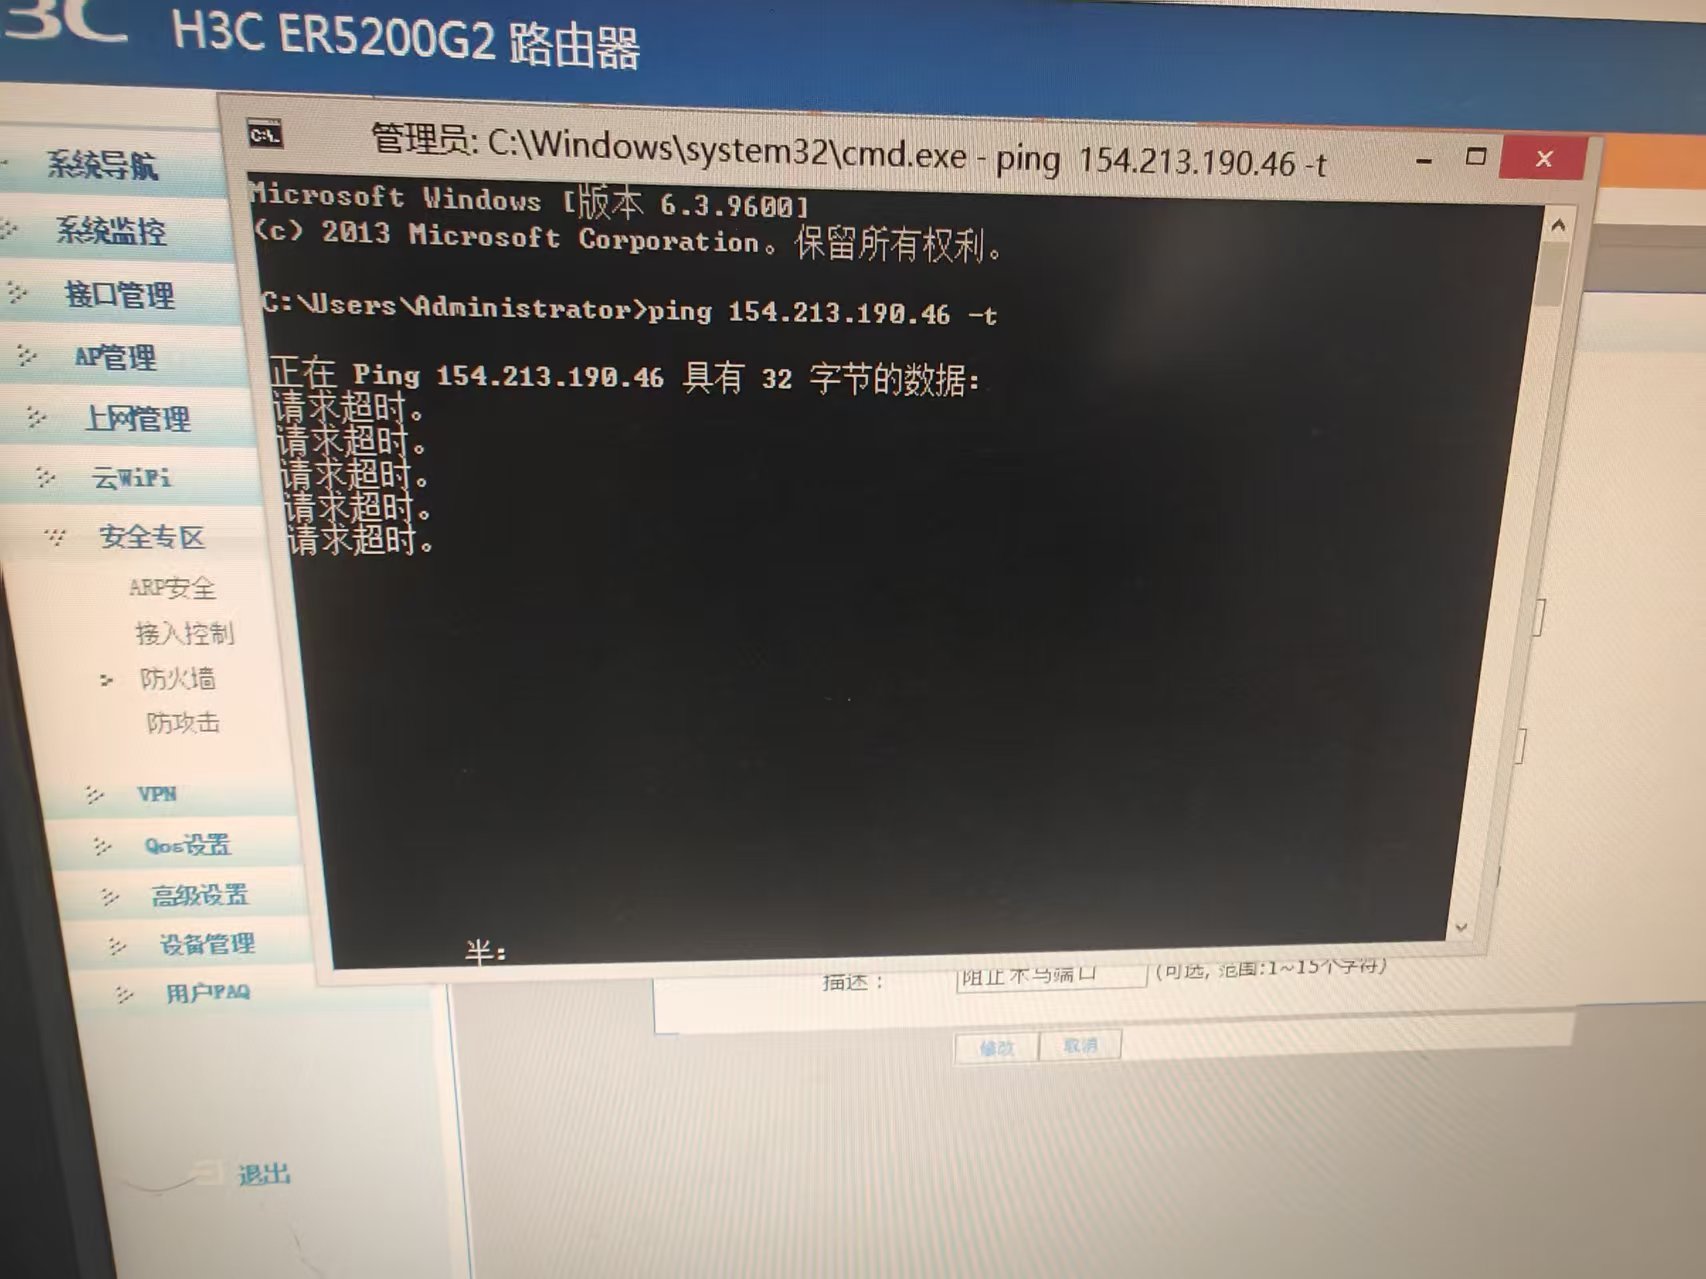 H3C ER5200G2 路由器
管理员: C:\Windows\system32\cmd.exe - ping 154.213.190.46 -t
Microsoft Windows [版本 6.3.9600]
(c) 2013 Microsoft Corporation。保留所有权利。
C:\Users\Administrator>ping 154.213.190.46 -t
正在 Ping 154.213.190.46 具有 32 字节的数据:
请求超时。
请求超时。
请求超时。
请求超时。
请求超时。
半:
系统导航
系统监控
接口管理
AP管理
上网管理
云WiFi
安全专区
ARP安全
接入控制
防火墙
防攻击
VPN
Qos设置
高级设置
设备管理
用户FAQ
退出
描述: 阻止木马端口 (可选, 范围:1~15个字符)
修改 取消